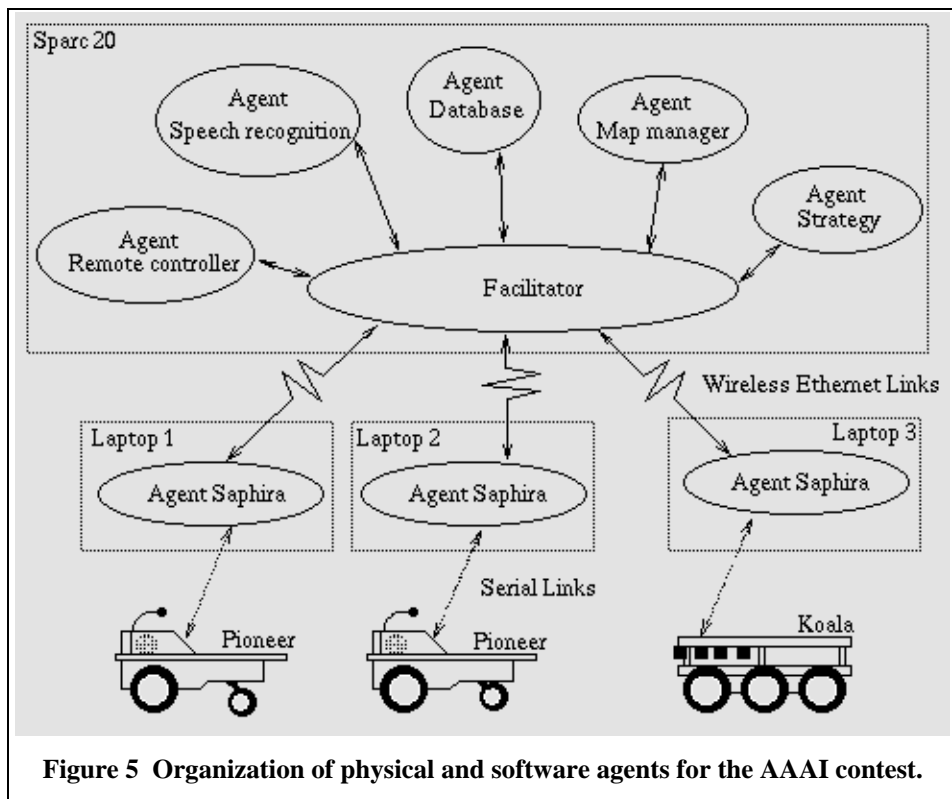 Sparc 20
Agent
Speech recognition
Agent
Database
Agent
Map manager
Agent
Strategy
Agent
Remote controller
Facilitator
Wireless Ethernet Links
Laptop 1
Agent Saphira
Laptop 2
Agent Saphira
Laptop 3
Agent Saphira
Serial Links
Pioneer
Pioneer
Koala
Figure 5 Organization of physical and software agents for the AAAI contest.